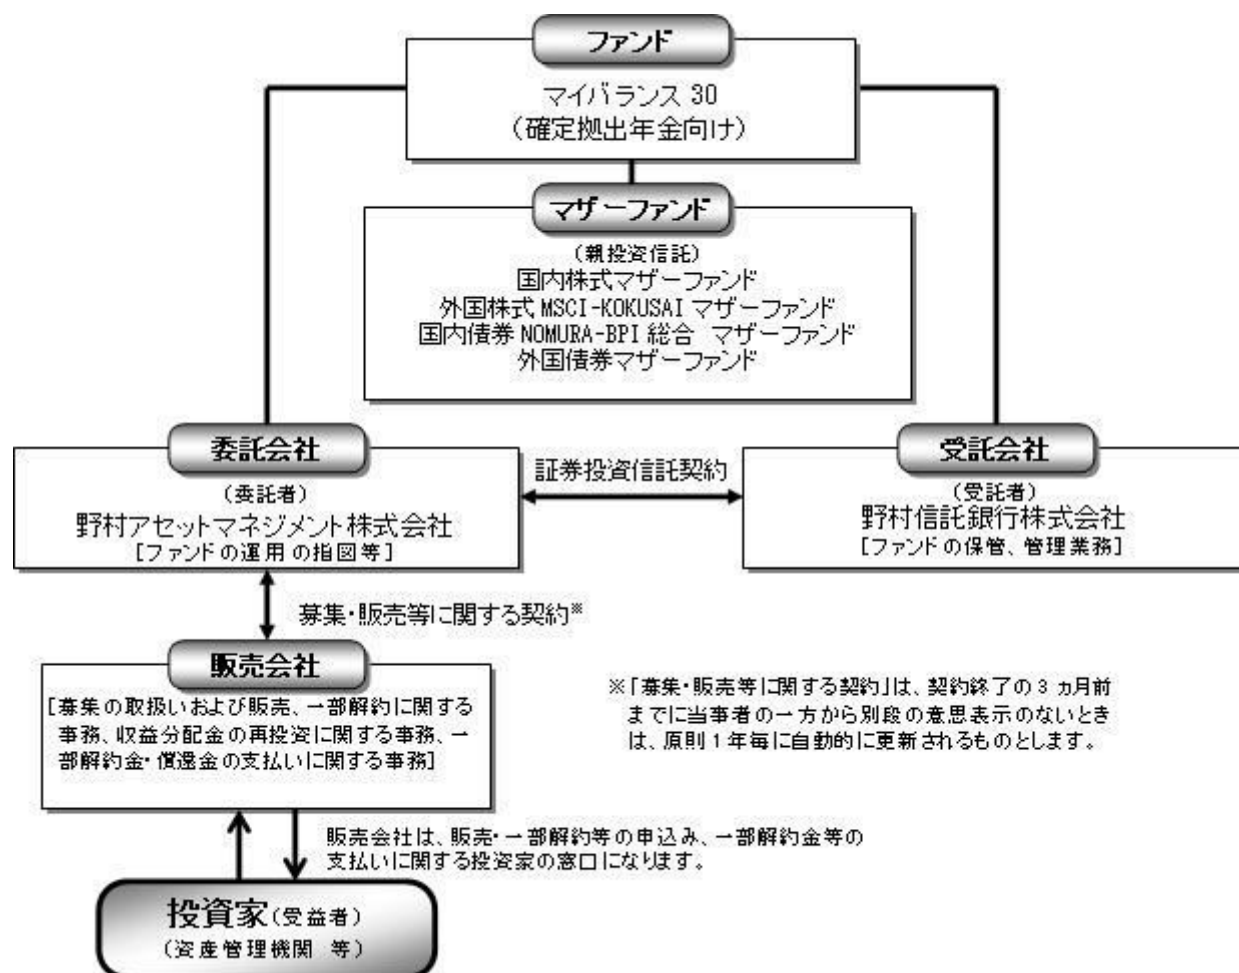 ファンド
マイバランス 30
（確定拠出年金向け）
マザーファンド
（親投資信託）
国内株式マザーファンド
外国株式 MSCI-KOKUSAI マザーファンド
国内債券 NOMURA-BPI 総合 マザーファンド
外国債券マザーファンド
委託会社
（委託者）
野村アセットマネジメント株式会社
［ファンドの運用の指図等］
証券投資信託契約
受託会社
（受託者）
野村信託銀行株式会社
［ファンドの保管、管理業務］
募集・販売等に関する契約※
販売会社
［募集の取扱いおよび販売、一部解約に関する
事務、収益分配金の再投資に関する事務、一
部解約金・償還金の支払いに関する事務］
※「募集・販売等に関する契約」は、契約終了の 3 ヵ月前
までに当事者の一方から別段の意思表示のないとき
は、原則 1 年毎に自動的に更新されるものとします。
販売会社は、販売・一部解約等の申込み、一部解約金等の
支払いに関する投資家の窓口になります。
投資家（受益者）
（資産管理機関 等）